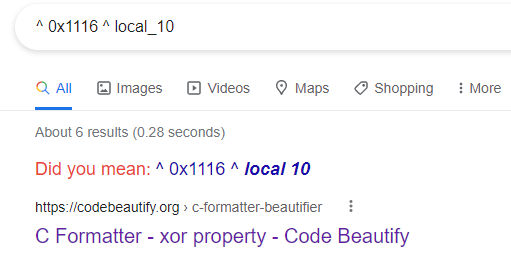 ^ 0x1116 ^ local_10
All Images Videos Maps Shopping More
About 6 results (0.28 seconds)
Did you mean: ^ 0x1116 ^ local 10
https://codebeautify.org › c-formatter-beautifier
C Formatter - xor property - Code Beautify